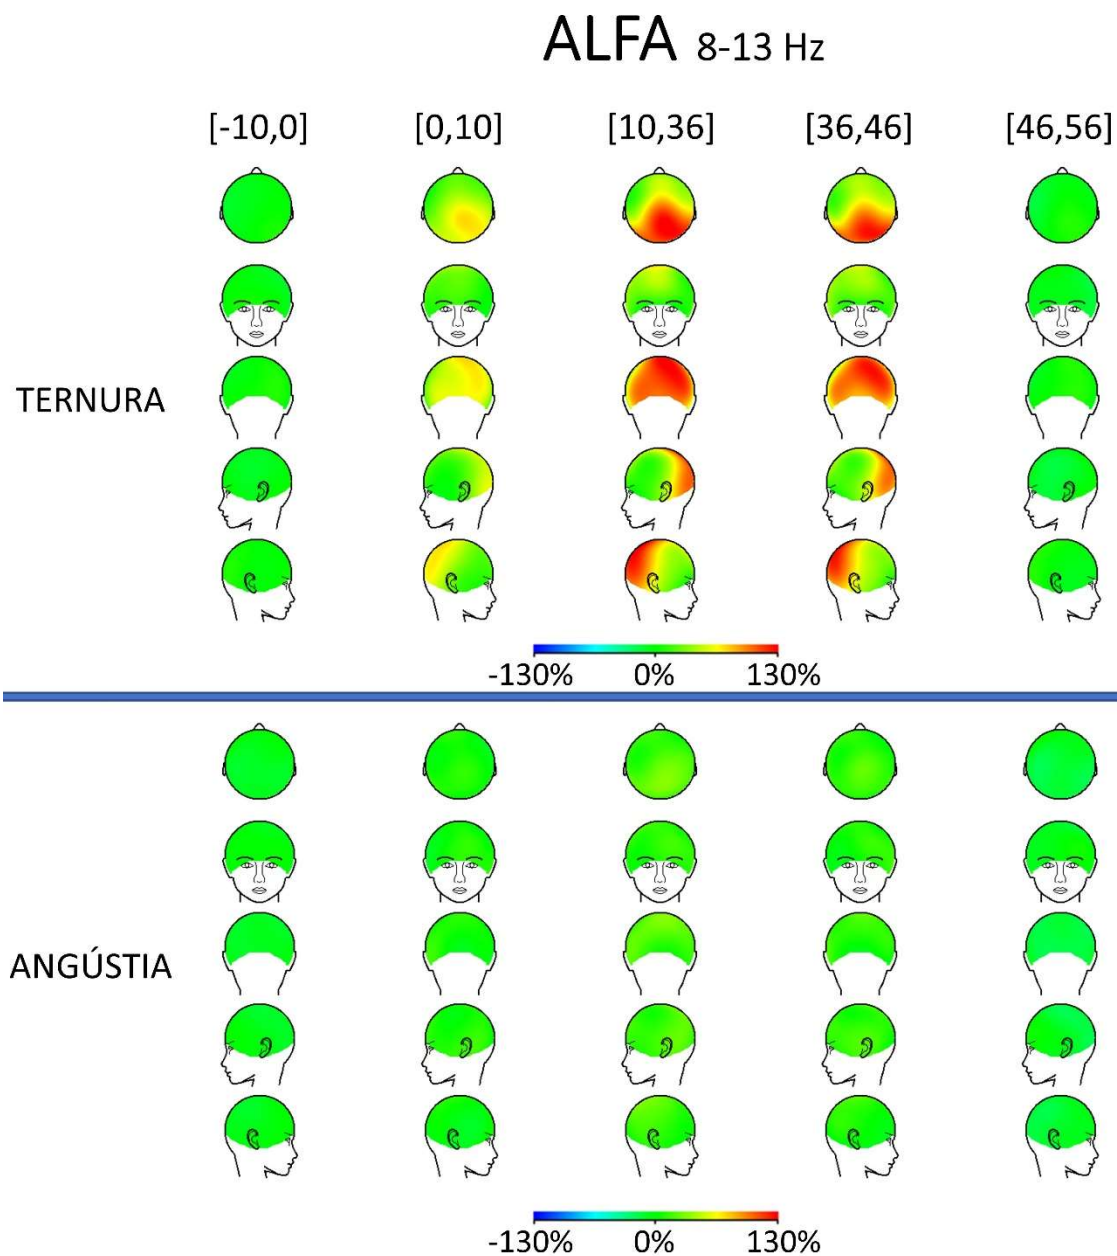 ALFA 8-13 Hz
[-10,0] [0,10] [10,36] [36,46] [46,56]
TERNURA
-130% 0% 130%
ANGÚSTIA
-130% 0% 130%